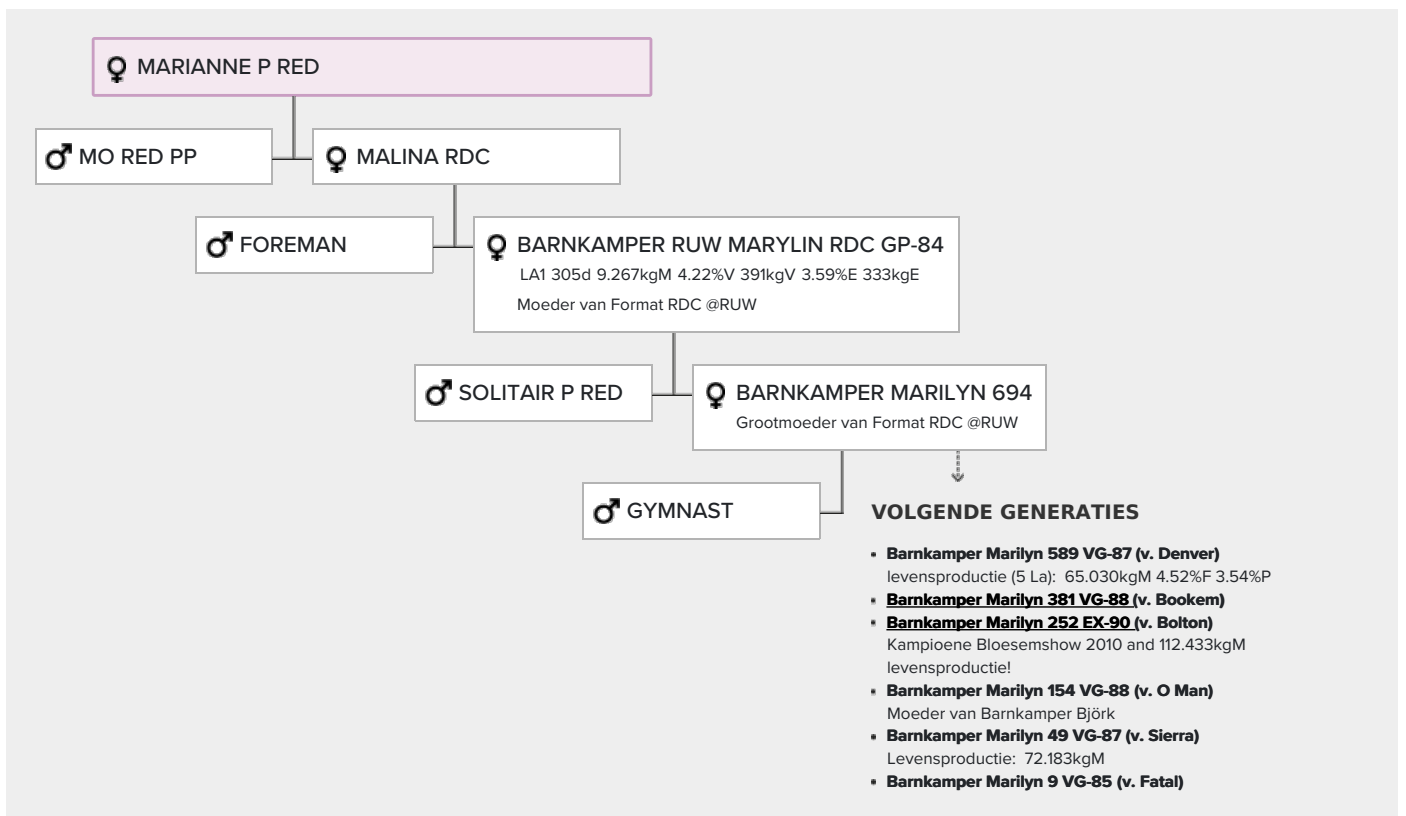 MARIANNE P RED
MO RED PP
MALINA RDC
FOREMAN
BARNKAMPER RUW MARYLIN RDC GP-84
LA1 305d 9.267kgM 4.22%V 391kgV 3.59%E 333kgE
Moeder van Format RDC @RUW
SOLITAIR P RED
BARNKAMPER MARILYN 694
Grootmoeder van Format RDC @RUW
GYMNAST
VOLGENDE GENERATIES
Barnkamper Marilyn 589 VG-87 (v. Denver)
levensproductie (5 La): 65.030kgM 4.52%F 3.54%P
Barnkamper Marilyn 381 VG-88 (v. Bookem)
Barnkamper Marilyn 252 EX-90 (v. Bolton)
Kampioene Bloesemshow 2010 and 112.433kgM
levensproductie!
Barnkamper Marilyn 154 VG-88 (v. O Man)
Moeder van Barnkamper Björk
Barnkamper Marilyn 49 VG-87 (v. Sierra)
Levensproductie: 72.183kgM
Barnkamper Marilyn 9 VG-85 (v. Fatal)